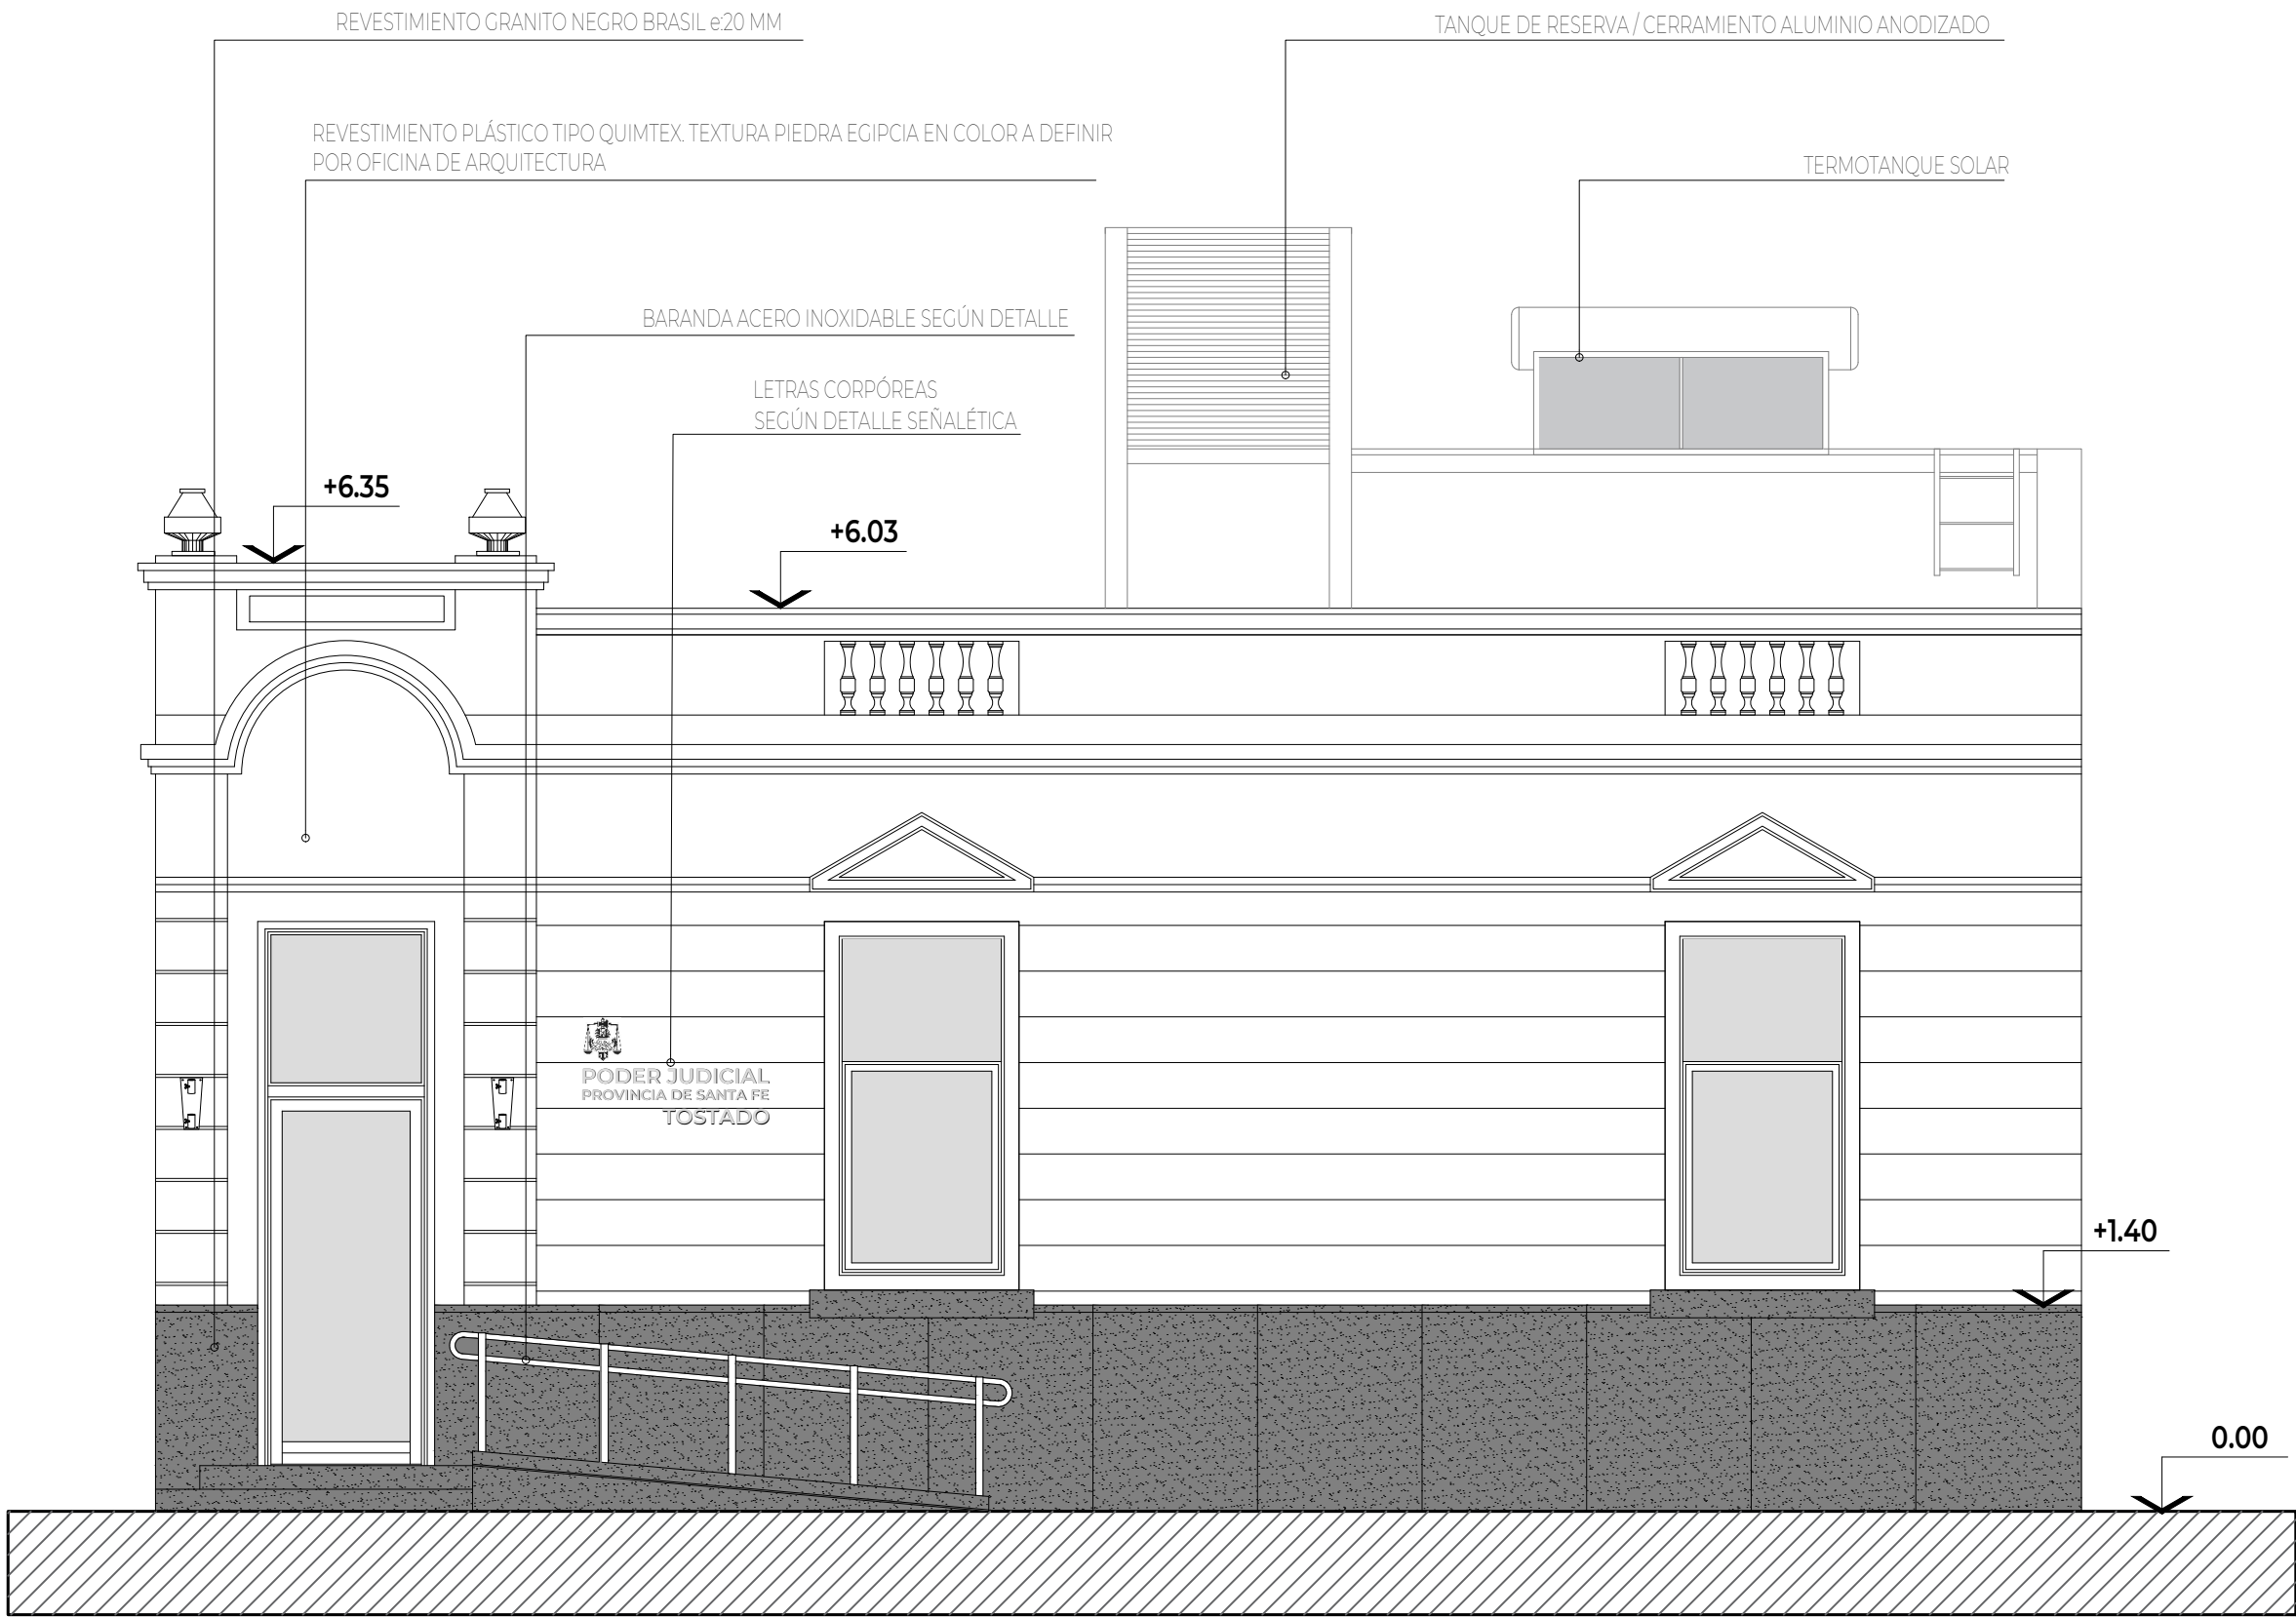 REVESTIMIENTO GRANITO NEGRO BRASIL e:20 MM
TANQUE DE RESERVA / CERRAMIENTO ALUMINIO ANODIZADO
REVESTIMIENTO PLÁSTICO TIPO QUIMTEX. TEXTURA PIEDRA EGIPCIA EN COLOR A DEFINIR
POR OFICINA DE ARQUITECTURA
TERMOTANQUE SOLAR
BARANDA ACERO INOXIDABLE SEGÚN DETALLE
LETRAS CORPÓREAS
SEGÚN DETALLE SEÑALÉTICA
+6.35
+6.03
PODER JUDICIAL
PROVINCIA DE SANTA FE
TOSTADO
+1.40
0.00